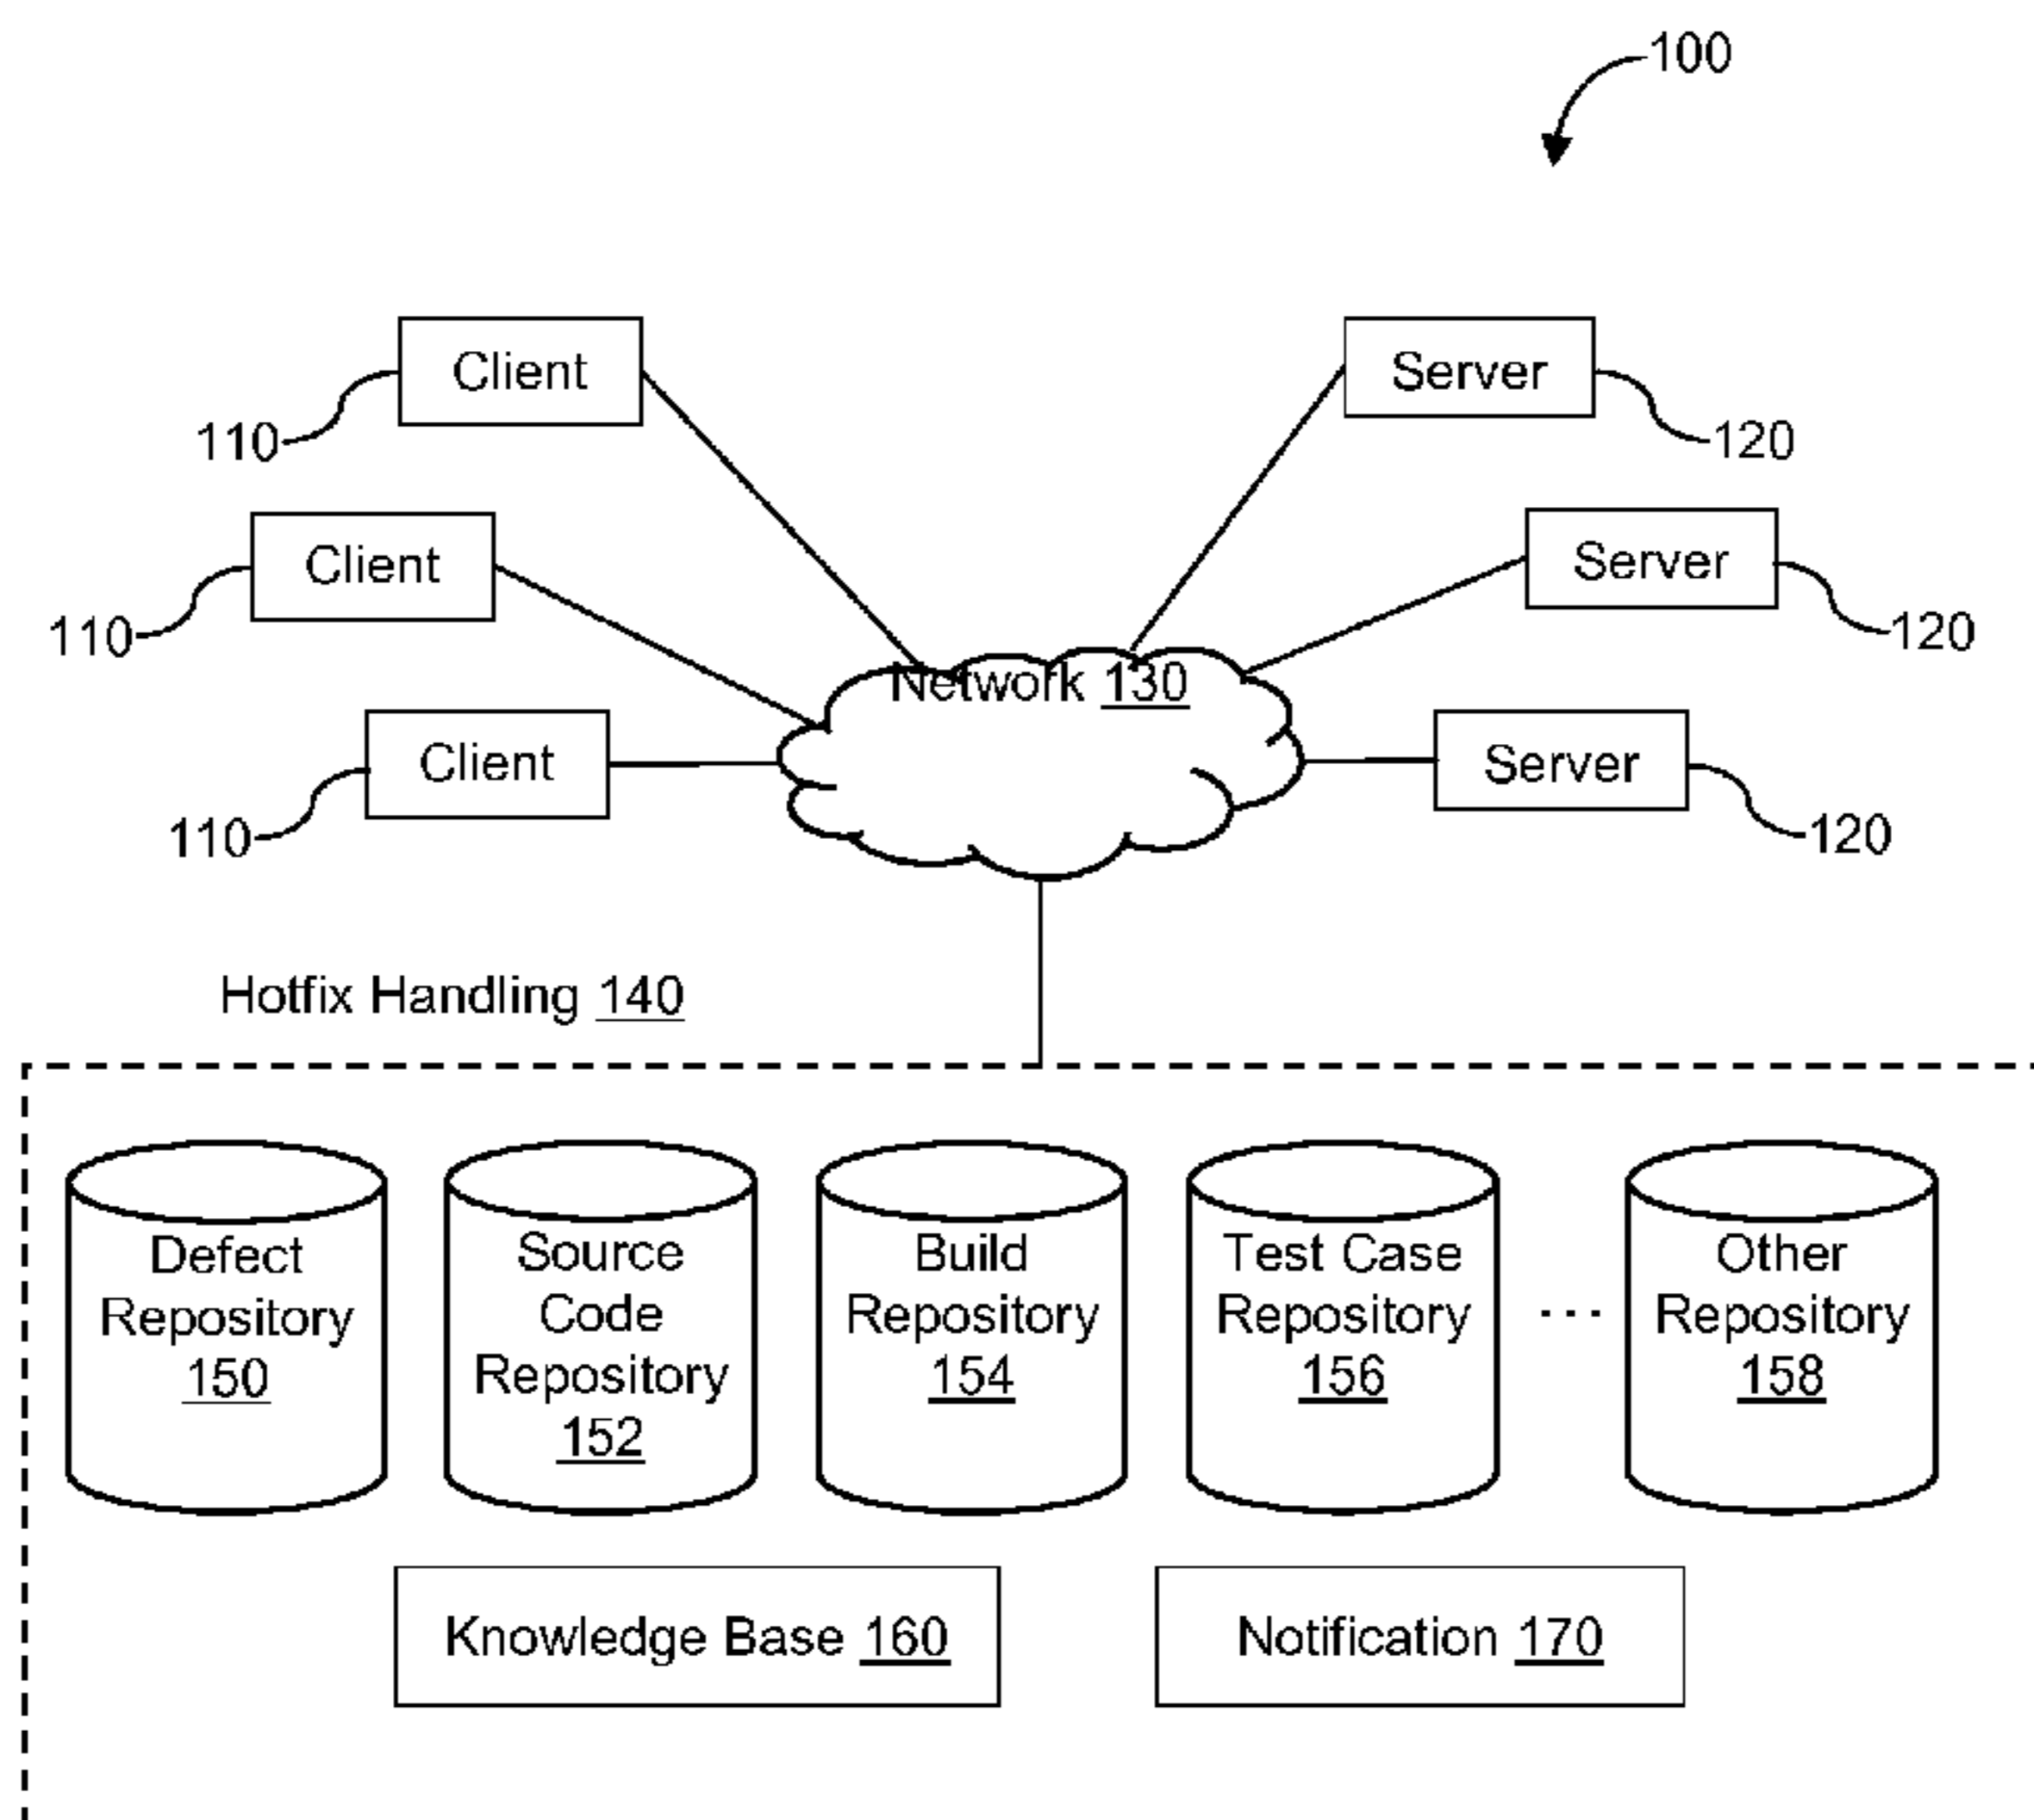 100
Client
Server
110
120
Client
Server
110
120
Network 130
Client
Server
110
120
Hotfix Handling 140
Defect
Repository
150
Source
Code
Repository
152
Build
Repository
154
Test Case
Repository
156
...
Other
Repository
158
Knowledge Base 160
Notification 170